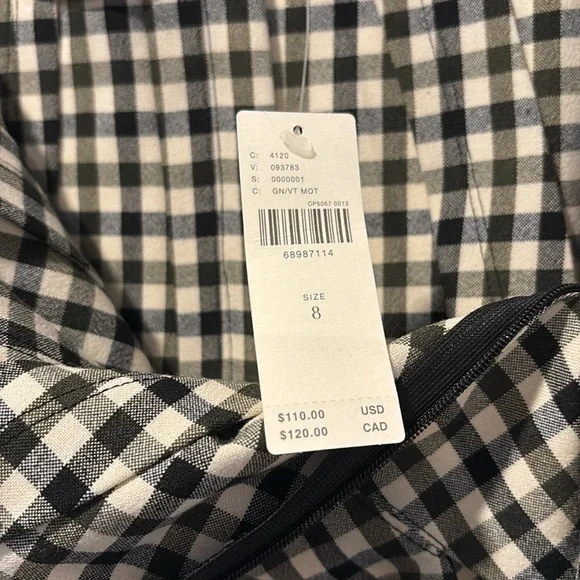 C: 4120
V: 093783
S: 0000001
C: GN/VT MOT
CP5067 0013
68987114
SIZE
8
$110.00 USD
$120.00 CAD